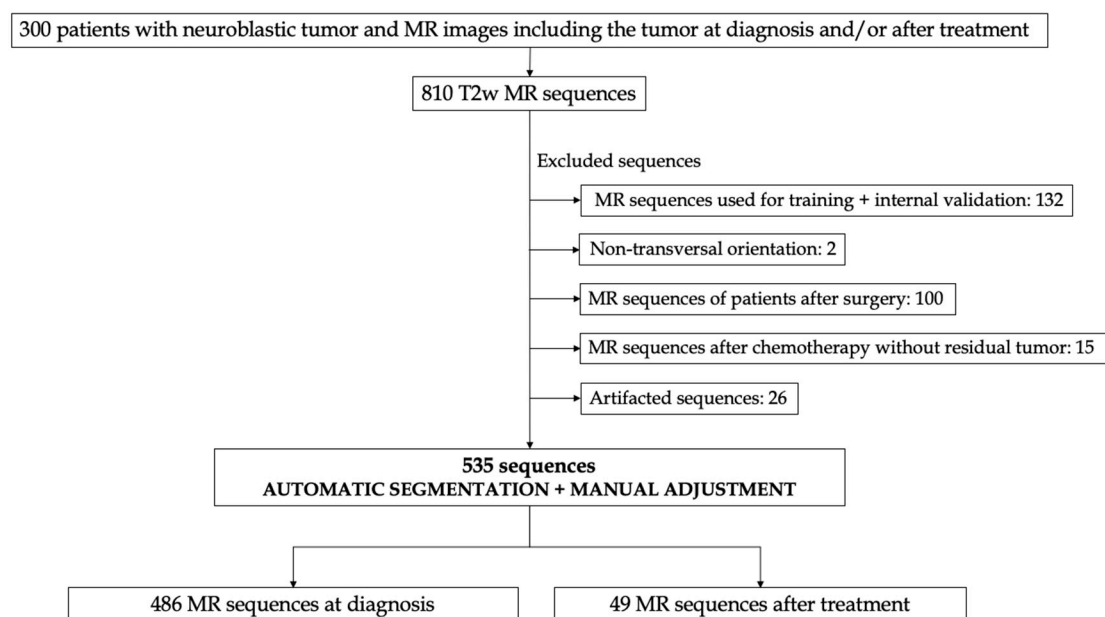 300 patients with neuroblastic tumor and MR images including the tumor at diagnosis and/or after treatment
810 T2w MR sequences
Excluded sequences
MR sequences used for training + internal validation: 132
Non-transversal orientation: 2
MR sequences of patients after surgery: 100
MR sequences after chemotherapy without residual tumor: 15
Artifacted sequences: 26
535 sequences
AUTOMATIC SEGMENTATION + MANUAL ADJUSTMENT
486 MR sequences at diagnosis
49 MR sequences after treatment